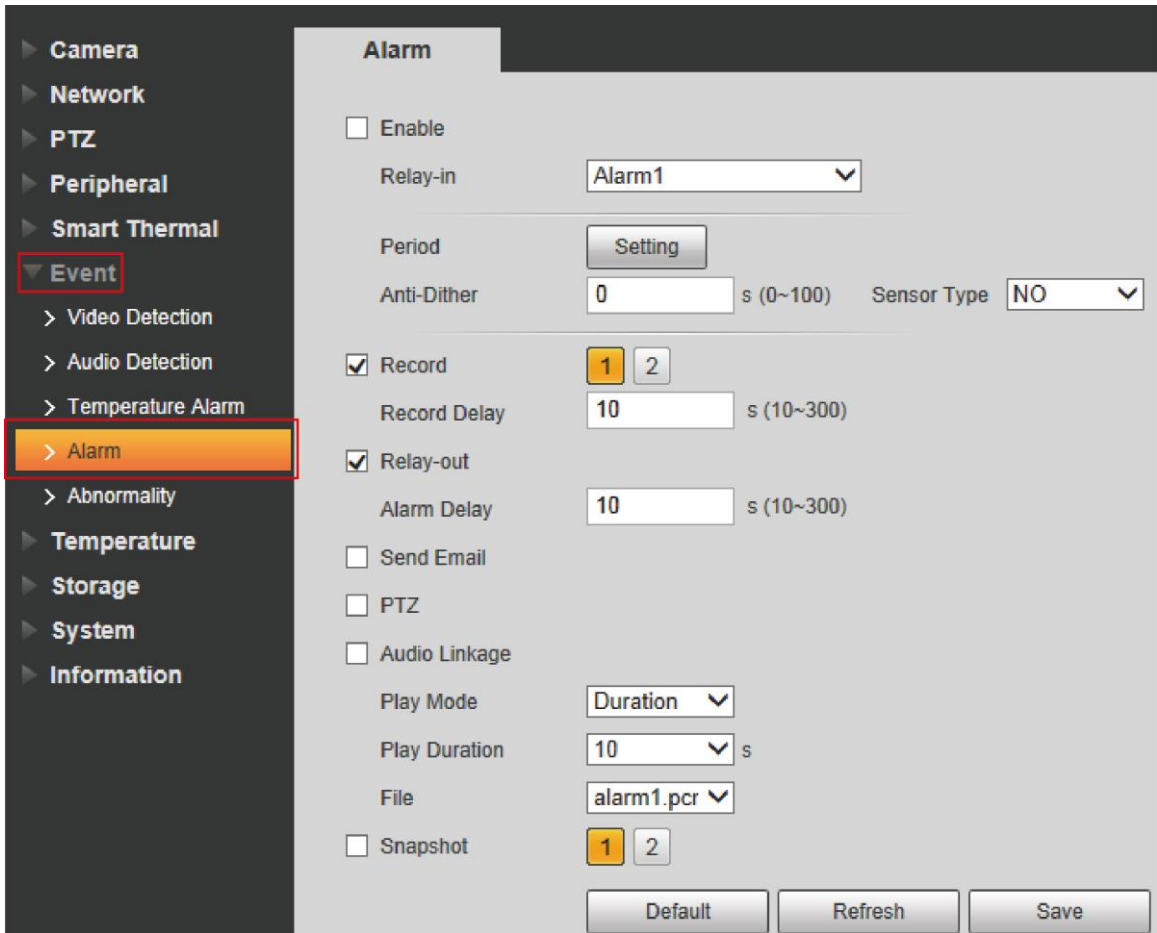 Camera
Network
PTZ
Peripheral
Smart Thermal
Event
Video Detection
Audio Detection
Temperature Alarm
Alarm
Abnormality
Temperature
Storage
System
Information
Alarm
Enable
Relay-in Alarm1
Period Setting
Anti-Dither 0 s (0~100) Sensor Type NO
Record 1 2
Record Delay 10 s (10~300)
Relay-out
Alarm Delay 10 s (10~300)
Send Email
PTZ
Audio Linkage
Play Mode Duration
Play Duration 10 s
File alarm1.pcr
Snapshot 1 2
Default Refresh Save